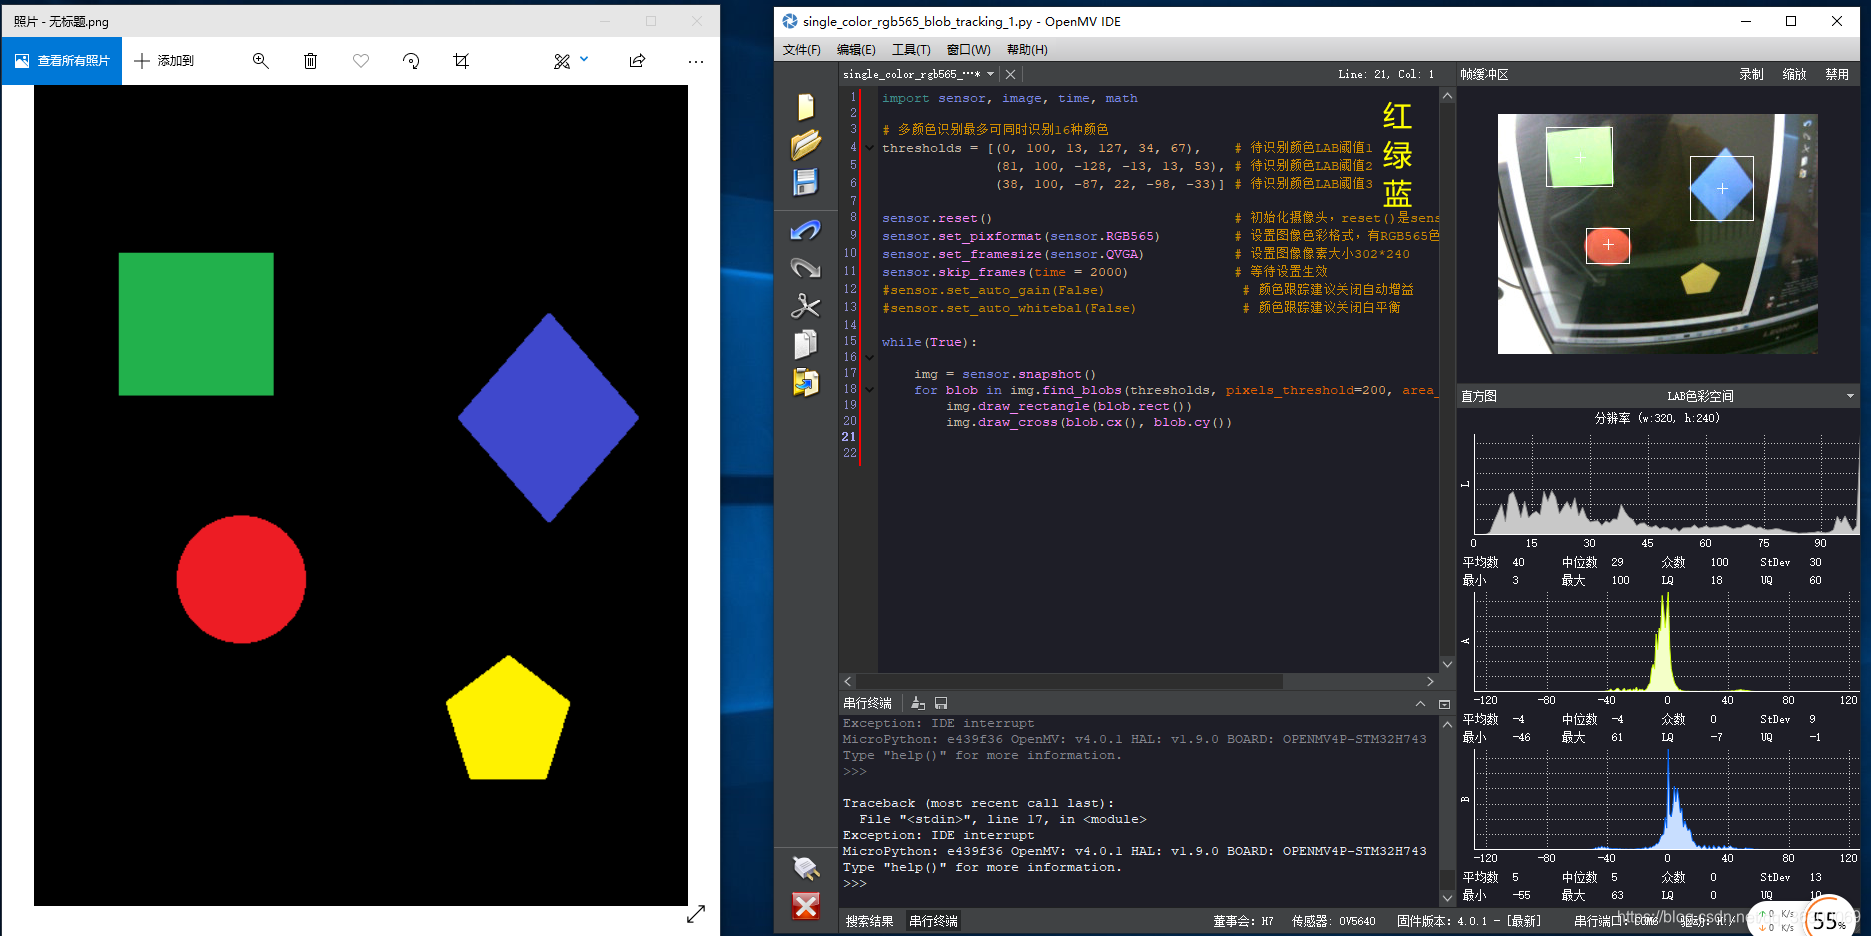 照片 - 无标题.png
查看所有照片
添加到
single_color_rgb565_blob_tracking_1.py - OpenMV IDE
文件(F) 编辑(E) 工具(T) 窗口(W) 帮助(H)
single_color_rgb565_···* Line: 21, Col: 1
帧缓冲区 录制 缩放 禁用
1 import sensor, image, time, math
2
3 # 多颜色识别最多可同时识别16种颜色
4 thresholds = [(0, 100, 13, 127, 34, 67), # 待识别颜色LAB阈值1
5 (81, 100, -128, -13, 13, 53), # 待识别颜色LAB阈值2
6 (38, 100, -87, 22, -98, -33)] # 待识别颜色LAB阈值3
红
绿
蓝
7
8 sensor.reset() # 初始化摄像头，reset()是sens
9 sensor.set_pixformat(sensor.RGB565) # 设置图像色彩格式，有RGB565色
10 sensor.set_framesize(sensor.QVGA) # 设置图像像素大小302*240
11 sensor.skip_frames(time = 2000) # 等待设置生效
12 #sensor.set_auto_gain(False) # 颜色跟踪建议关闭自动增益
13 #sensor.set_auto_whitebal(False) # 颜色跟踪建议关闭白平衡
14
15 while(True):
16
17 img = sensor.snapshot()
18 for blob in img.find_blobs(thresholds, pixels_threshold=200, area_
19 img.draw_rectangle(blob.rect())
20 img.draw_cross(blob.cx(), blob.cy())
21
22
串行终端
Exception: IDE interrupt
MicroPython: e439f36 OpenMV: v4.0.1 HAL: v1.9.0 BOARD: OPENMV4P-STM32H743
Type "help()" for more information.
>>>
Traceback (most recent call last):
File "<stdin>", line 17, in <module>
Exception: IDE interrupt
MicroPython: e439f36 OpenMV: v4.0.1 HAL: v1.9.0 BOARD: OPENMV4P-STM32H743
Type "help()" for more information.
>>>
搜索结果 串行终端
董事会: H7 传感器: OV5640 固件版本: 4.0.1 - [最新] 串行端口: COM6 驱动:
直方图 LAB色彩空间
分辨率 (w:320, h:240)
L
0 15 30 45 60 75 90
平均数 40 中位数 29 众数 100 StDev 30
最小 3 最大 100 LQ 18 UQ 60
A
-120 -80 -40 0 40 80 120
平均数 -4 中位数 -4 众数 0 StDev 9
最小 -46 最大 61 LQ -7 UQ -1
B
-120 -80 -40 0 40 80 120
平均数 5 中位数 5 众数 0 StDev 13
最小 -55 最大 63 LQ 0 UQ 10
https://blog.csdn.ne
0 K/s
0 K/s
55%